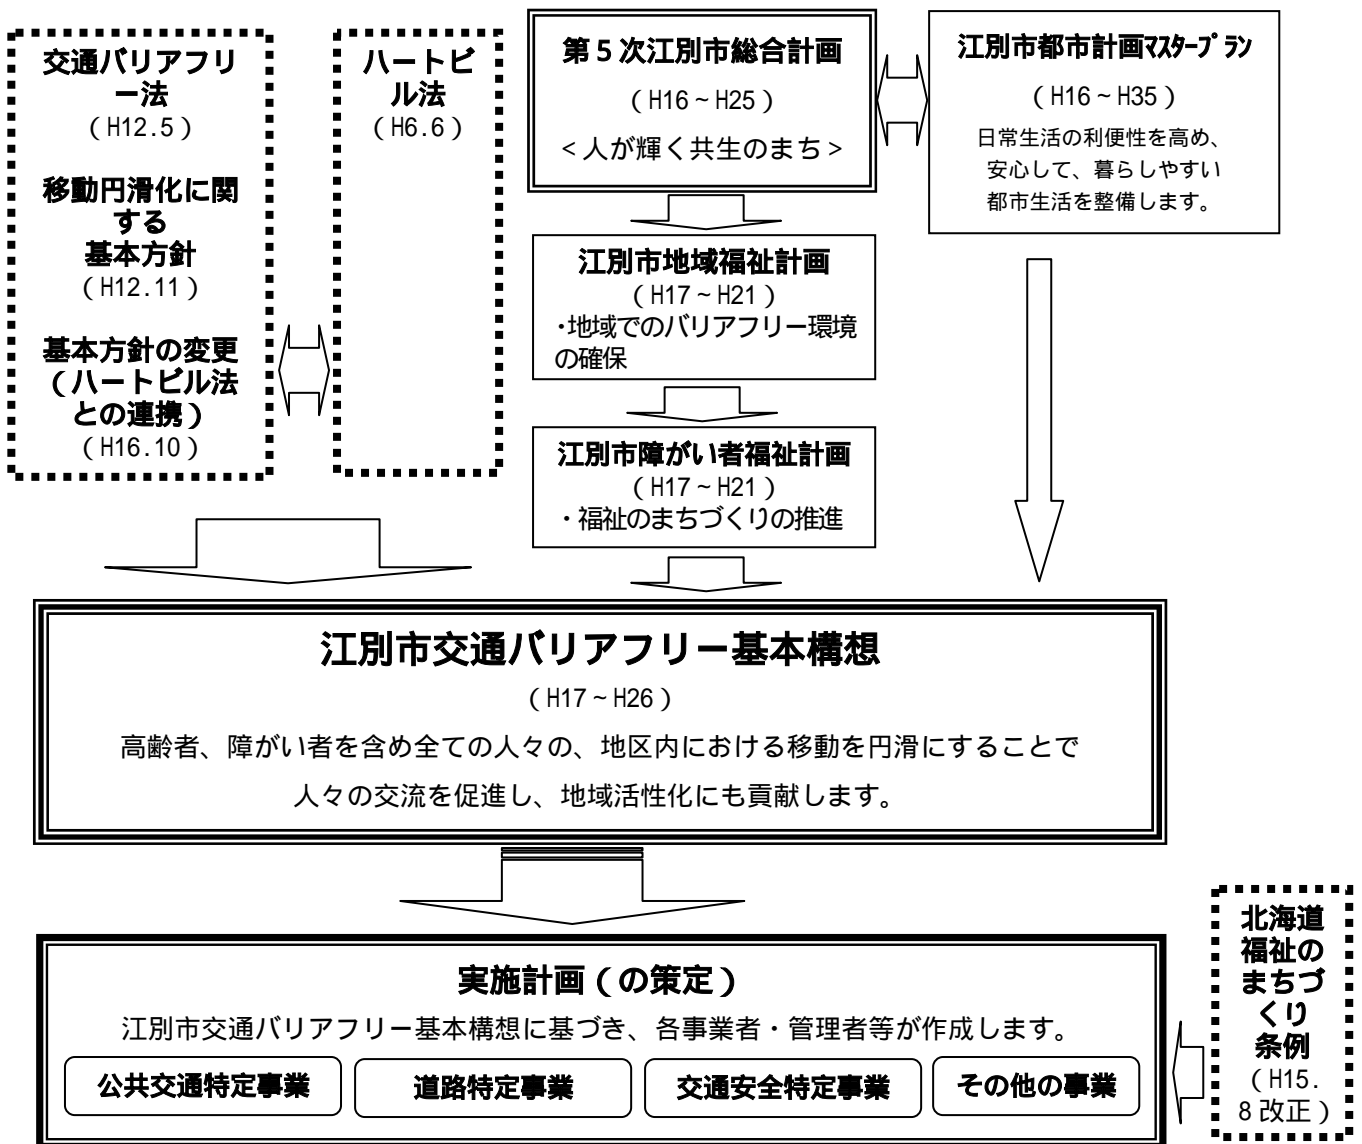 交通バリアフリ
ー法
（H12.5）
移動円滑化に関
する
基本方針
（H12.11）
基本方針の変更
（ハートビル法
との連携）
（H16.10）
ハートビ
ル法
（H6.6）
第５次江別市総合計画
（H16～H25）
＜人が輝く共生のまち＞
江別市都市計画ﾏｽﾀｰﾌﾟﾗﾝ
（H16～H35）
日常生活の利便性を高め、
安心して、暮らしやすい
都市生活を整備します。
江別市地域福祉計画
（H17～H21）
・地域でのバリアフリー環境
の確保
江別市障がい者福祉計画
（H17～H21）
・福祉のまちづくりの推進
江別市交通バリアフリー基本構想
（H17～H26）
高齢者、障がい者を含め全ての人々の、地区内における移動を円滑にすることで
人々の交流を促進し、地域活性化にも貢献します。
実施計画（の策定）
江別市交通バリアフリー基本構想に基づき、各事業者・管理者等が作成します。
公共交通特定事業
道路特定事業
交通安全特定事業
その他の事業
北海道
福祉の
まちづ
くり
条例
（H15.
８改正）